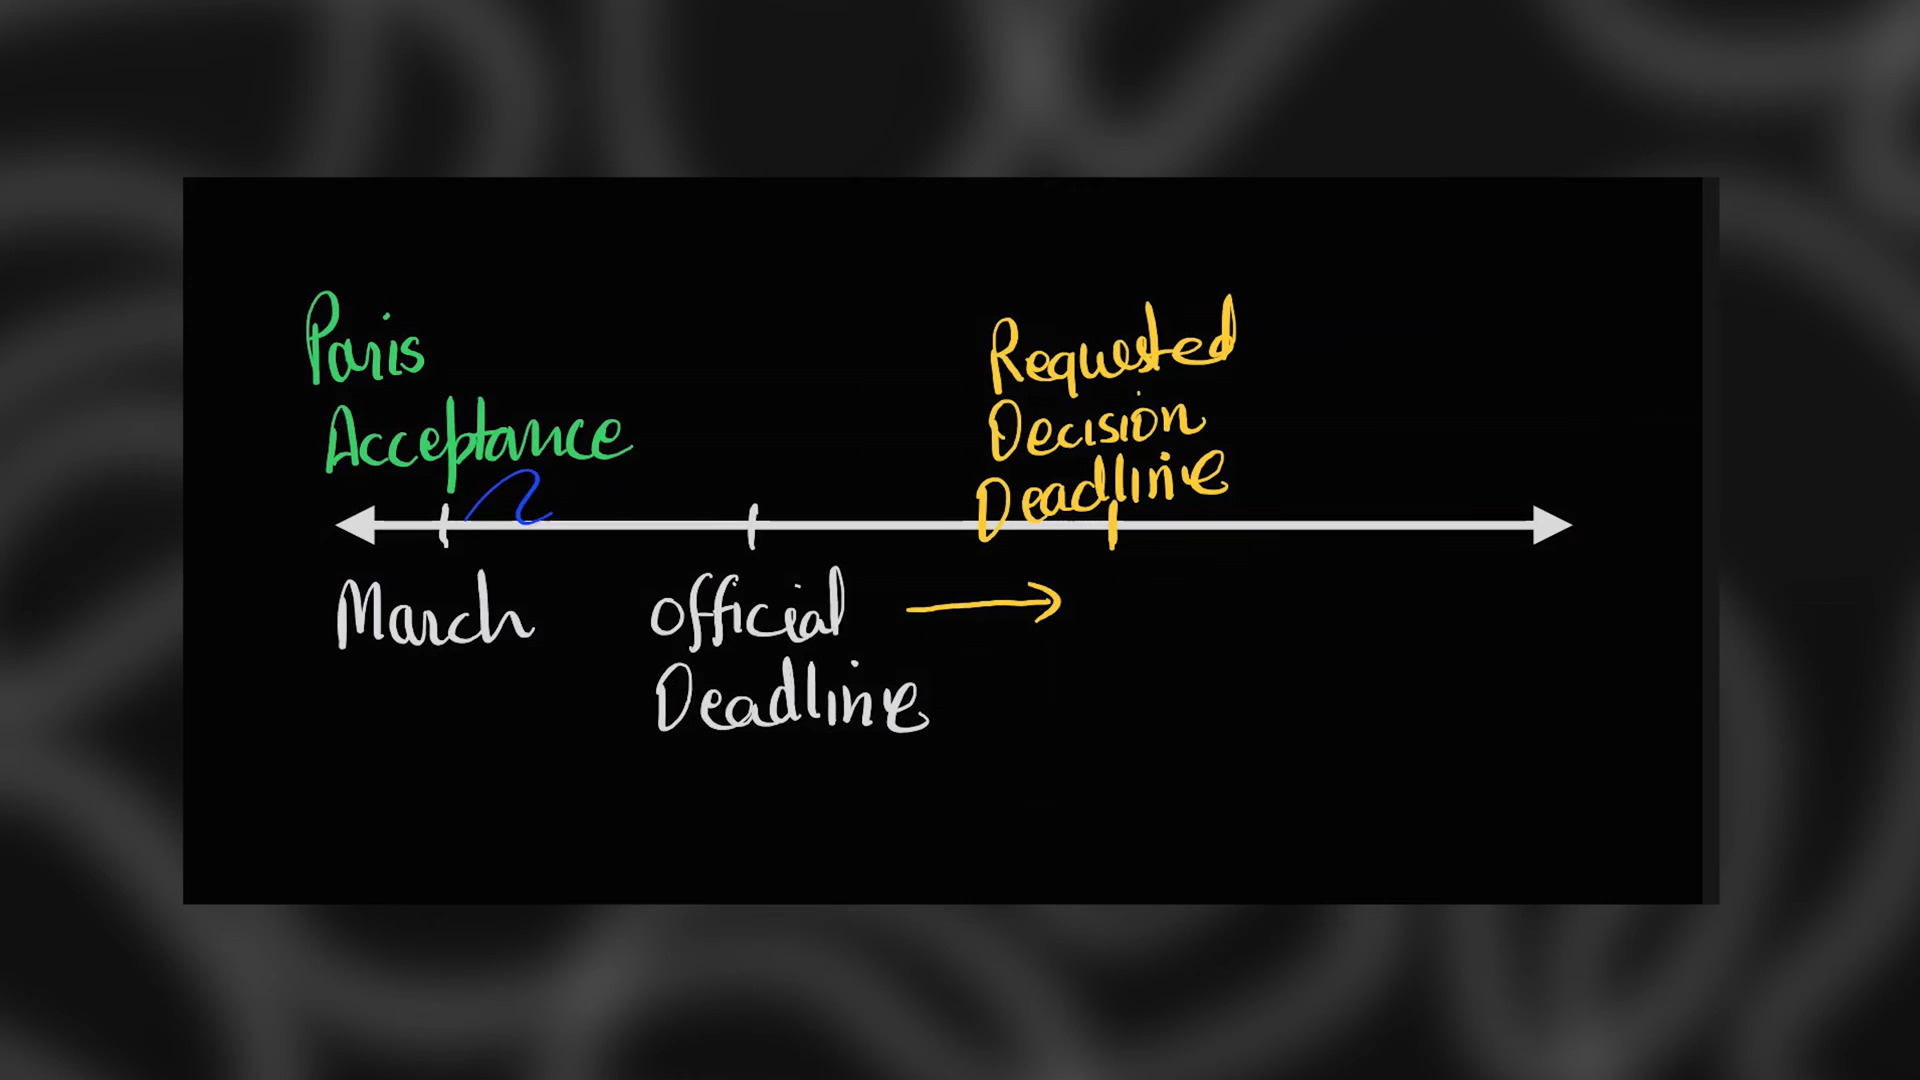 Paris
Acceptance
Requested
Decision
Deadline
March
Official
Deadline